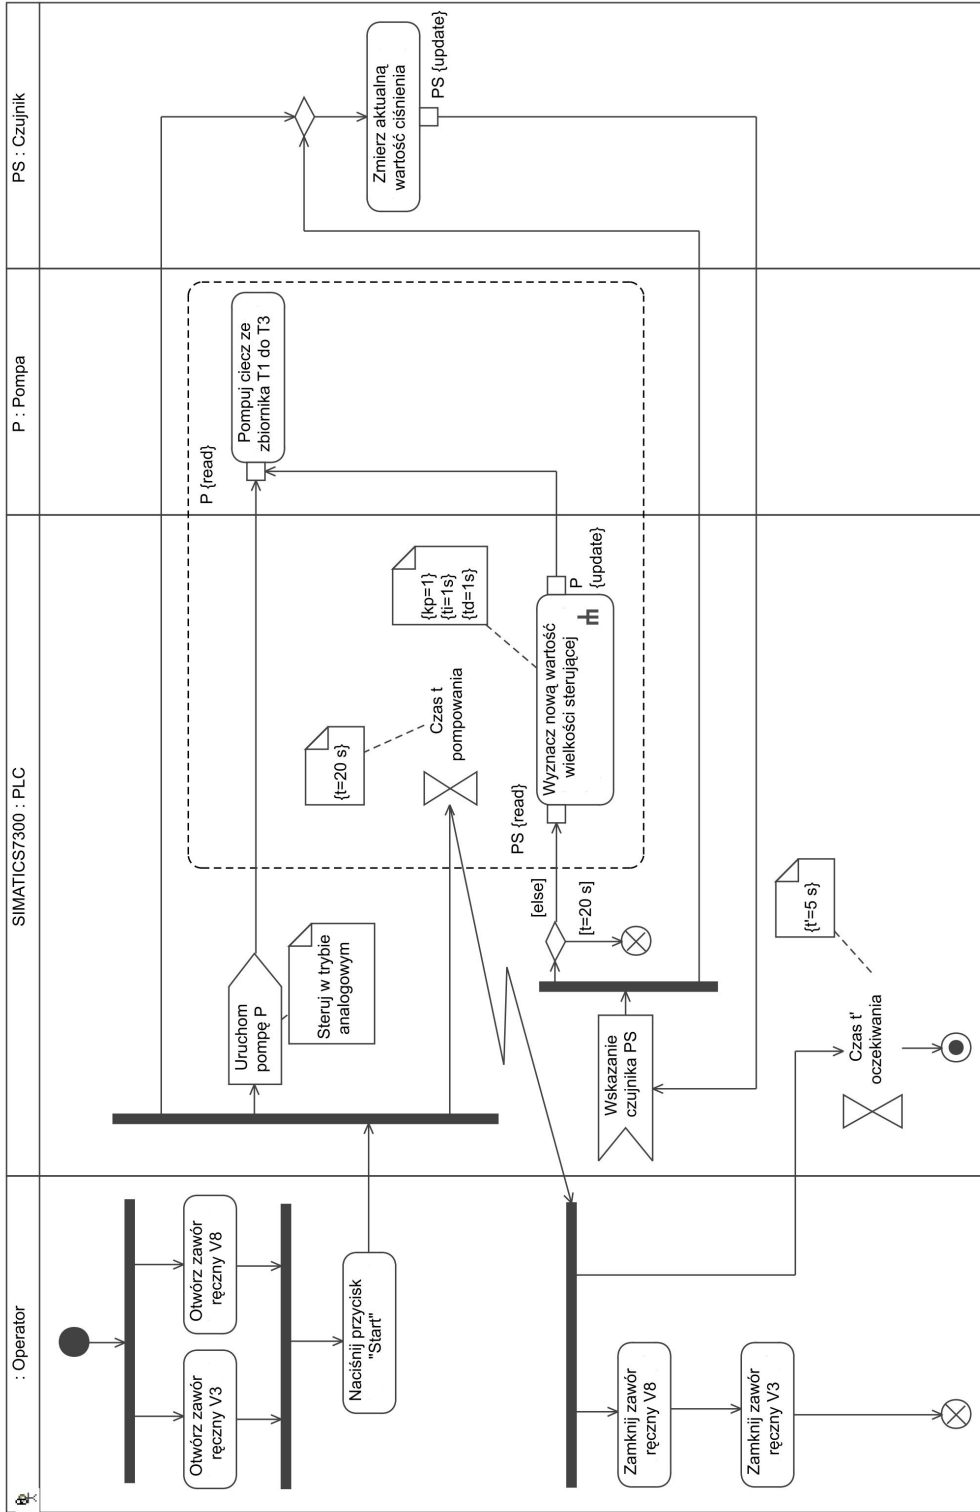 : Operator
SIMATICS7300 : PLC
P : Pompa
PS : Czujnik
Otwórz zawór
ręczny V3
Otwórz zawór
ręczny V8
Naciśnij przycisk
"Start"
Zamknij zawór
ręczny V8
Zamknij zawór
ręczny V3
Uruchom
pompę P
Steruj w trybie
analogowym
{t=20 s}
Czas t
pompowania
{kp=1}
{ti=1s}
{td=1s}
PS {read}
Wyznacz nową wartość
wielkości sterującej
P
{update}
[else]
[t=20 s]
Wskazanie
czujnika PS
{t'=5 s}
Czas t'
oczekiwania
P {read}
Pompuj ciecz ze
zbiornika T1 do T3
Zmierz aktualną
wartość ciśnienia
PS {update}